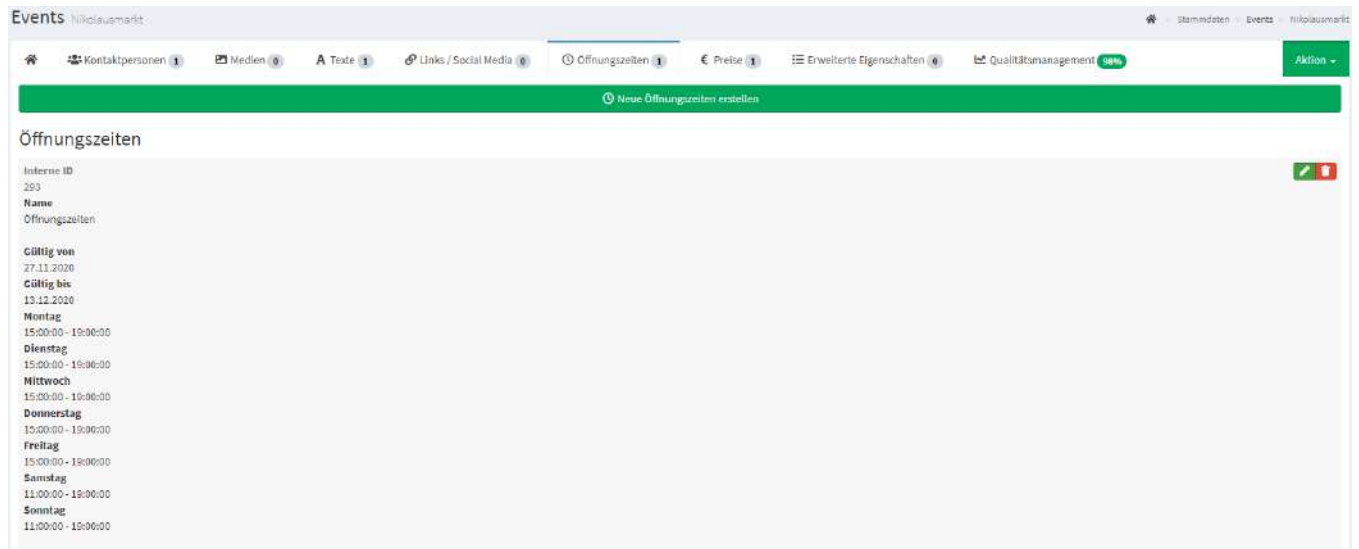 Events Nikolausmarkt
Stammdaten Events Nikolausmarkt
Kontaktpersonen 1 Medien 0 A Texte 1 Links / Social Media 0 Öffnungszeiten 1 € Preise 1 Erweiterte Eigenschaften 0 Qualitätsmanagement 98% Aktion
Neue Öffnungszeiten erstellen
Öffnungszeiten
Interne ID
293
Name
Öffnungszeiten
Gültig von
27.11.2020
Gültig bis
13.12.2020
Montag
15:00:00 - 19:00:00
Dienstag
15:00:00 - 19:00:00
Mittwoch
15:00:00 - 19:00:00
Donnerstag
15:00:00 - 19:00:00
Freitag
15:00:00 - 19:00:00
Samstag
11:00:00 - 19:00:00
Sonntag
11:00:00 - 19:00:00